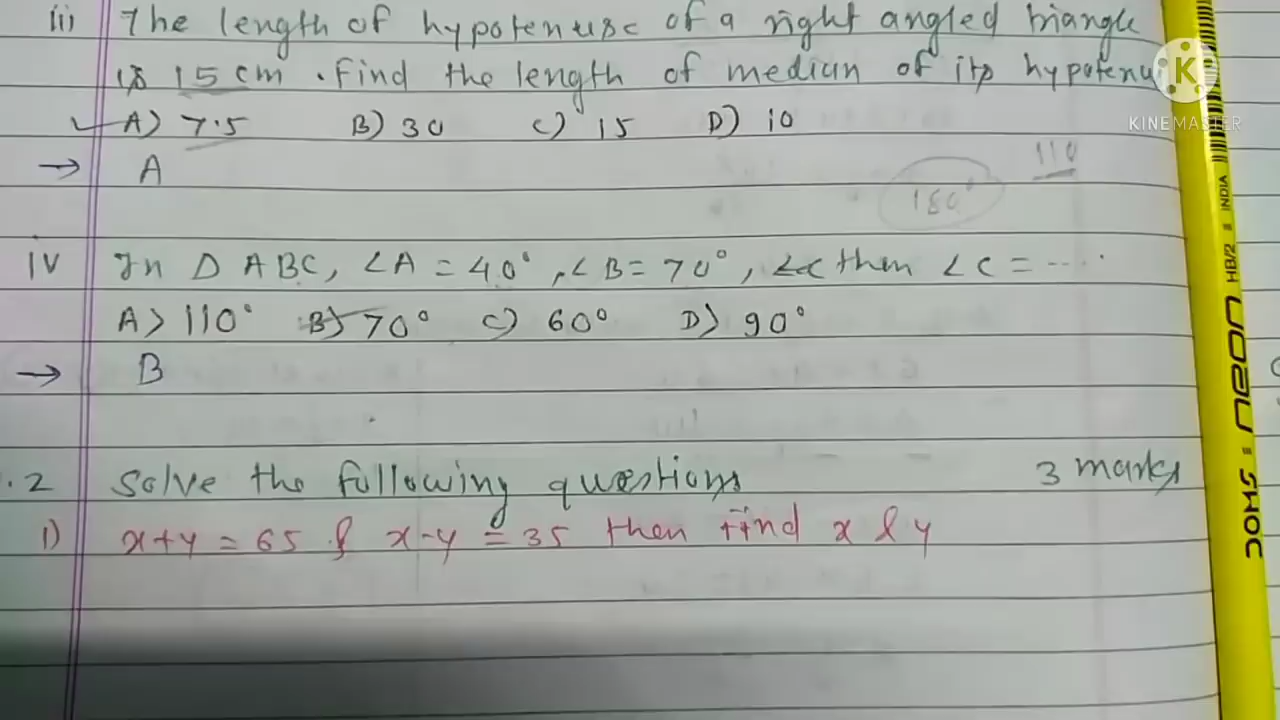 iii) The length of hypotenuse of a right angled triangle
is 15 cm . Find the length of median of its hypotenu
A) 7.5 B) 30 C) 15 D) 10
→ A
110
180°
iv In Δ ABC, ∠A = 40°, ∠B = 70°, then ∠C = ....
A) 110° B) 70° C) 60° D) 90°
→ B
.2 Solve the following questions 3 marks
1) x+y = 65 & x-y = 35 then find x & y
K
KINEMASTER
DOMS
INDIA
HB/2